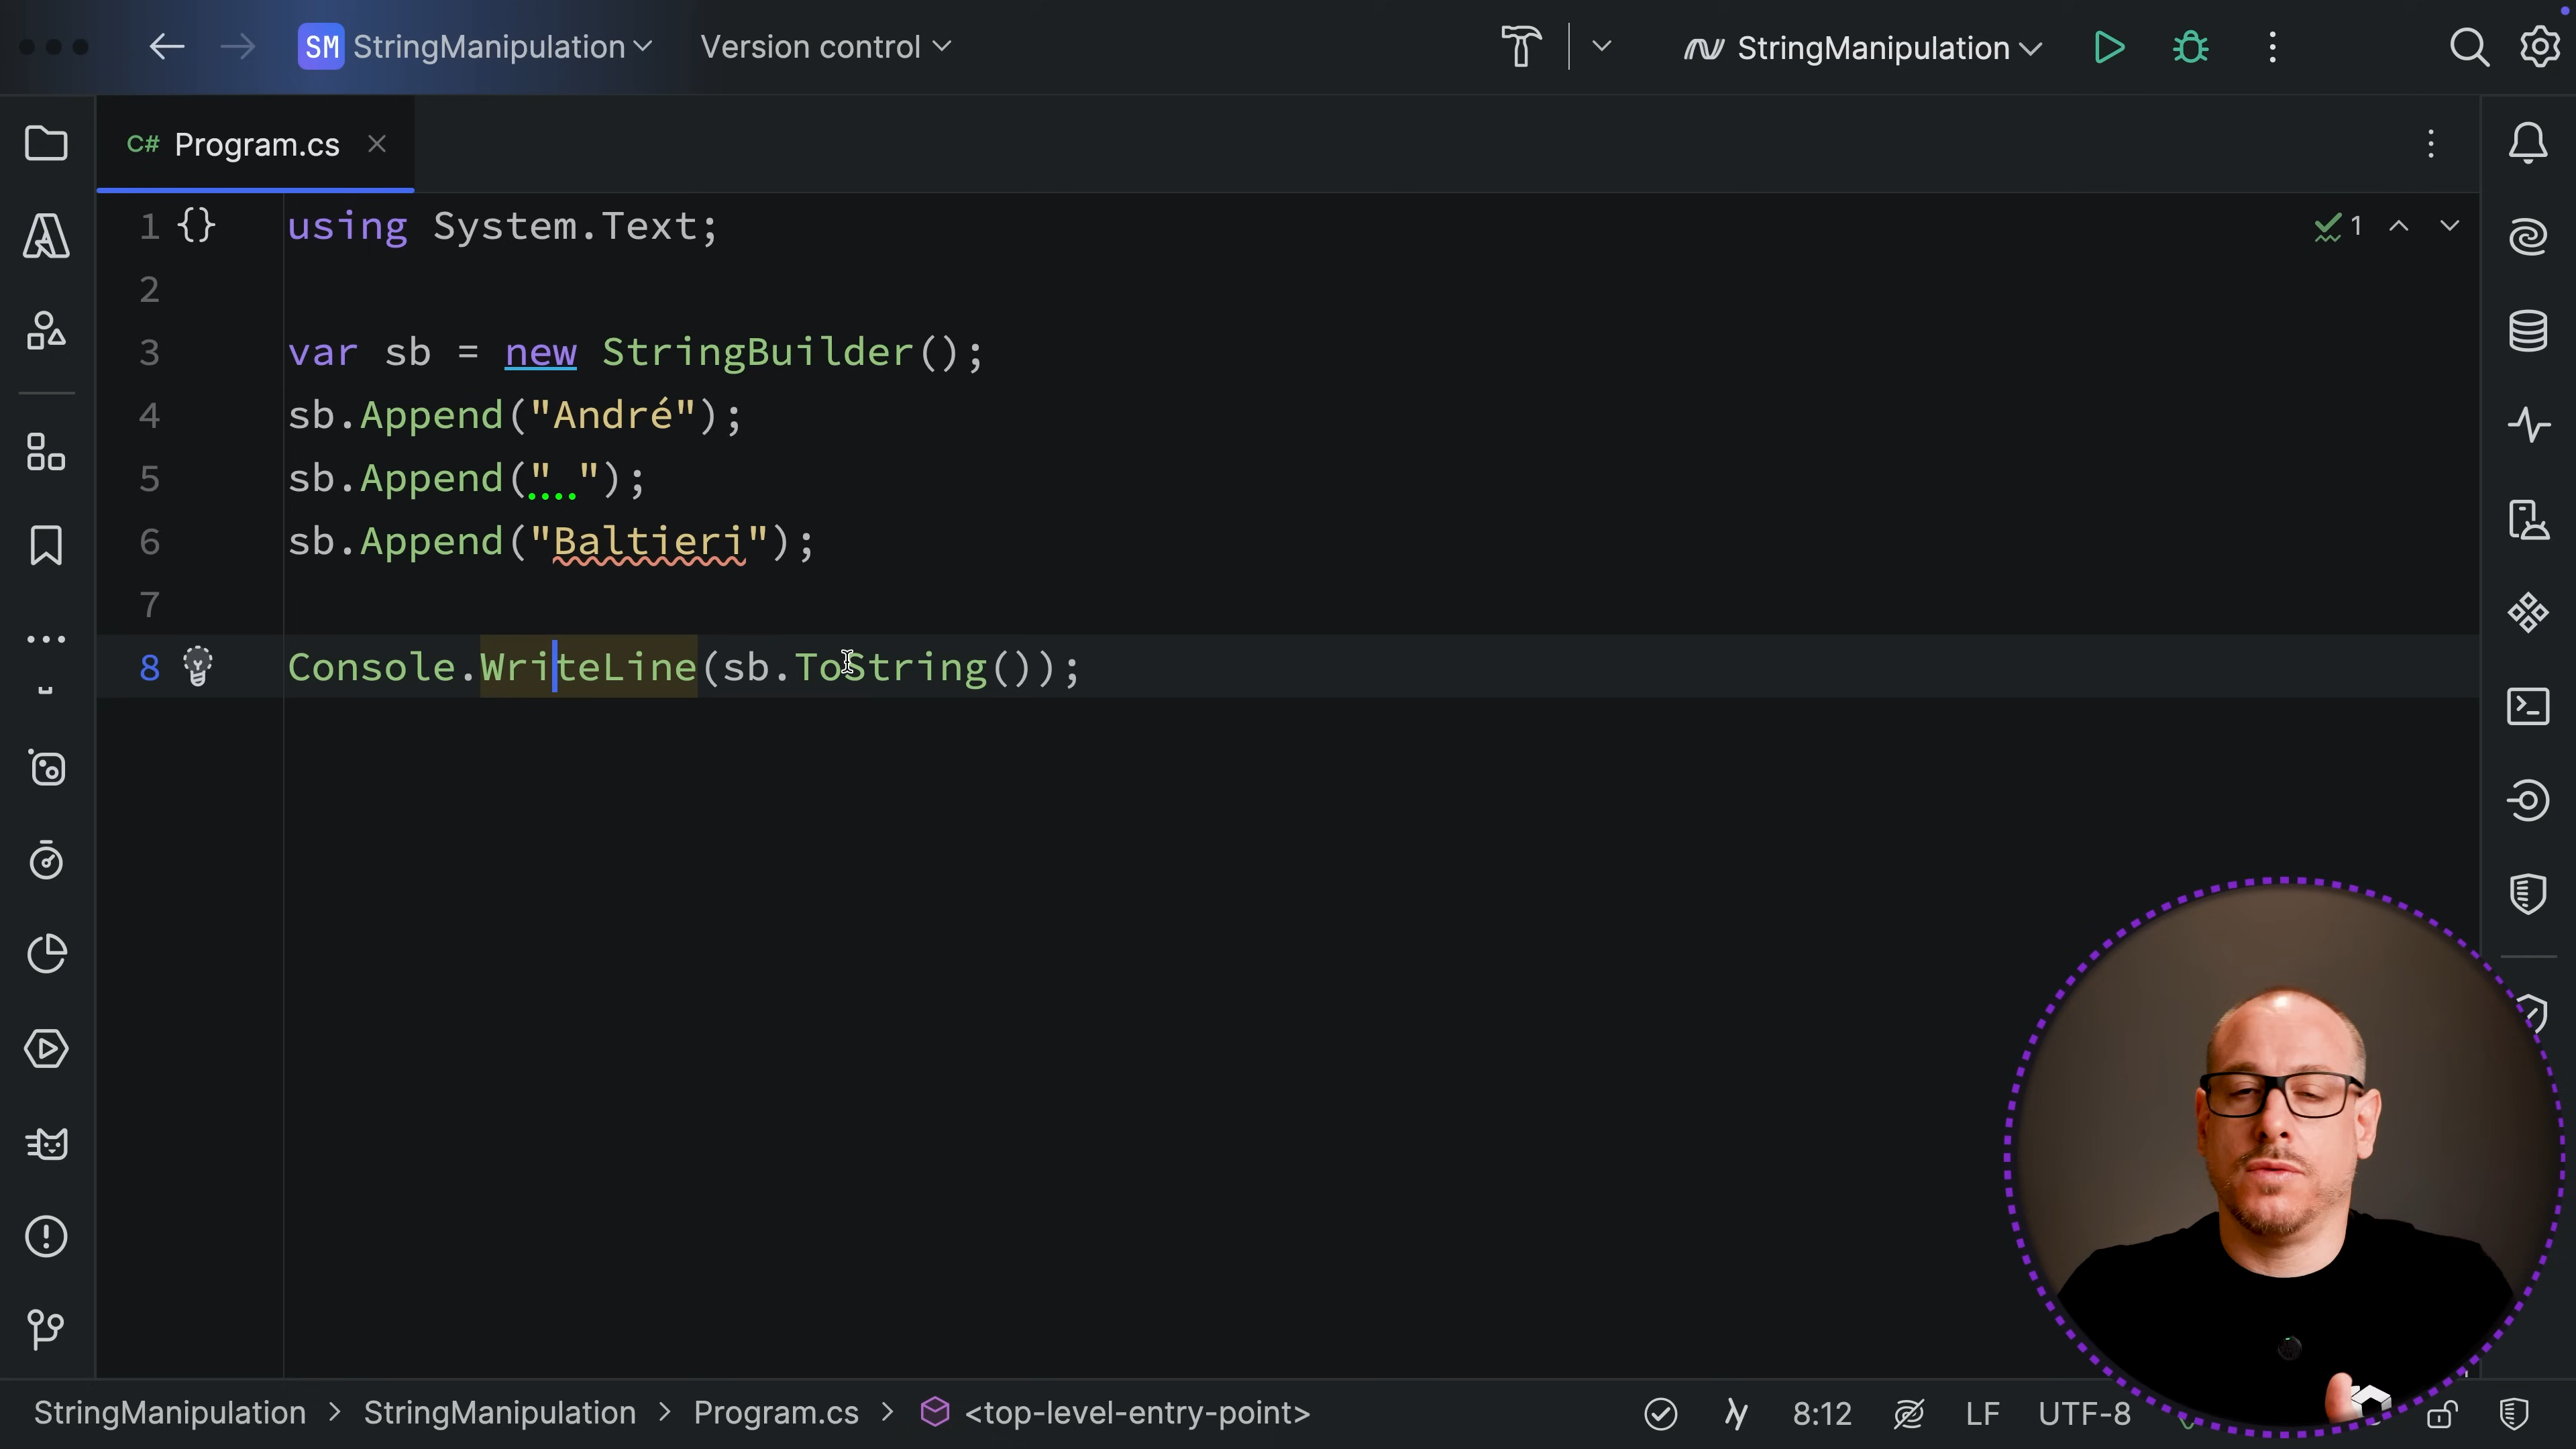 SM StringManipulation Version control StringManipulation
C# Program.cs
1 {} using System.Text; 1
2
3 var sb = new StringBuilder();
4 sb.Append("André");
5 sb.Append(" ");
6 sb.Append("Baltieri");
7
8 Console.WriteLine(sb.ToString());
StringManipulation > StringManipulation > Program.cs > <top-level-entry-point> 8:12 LF UTF-8